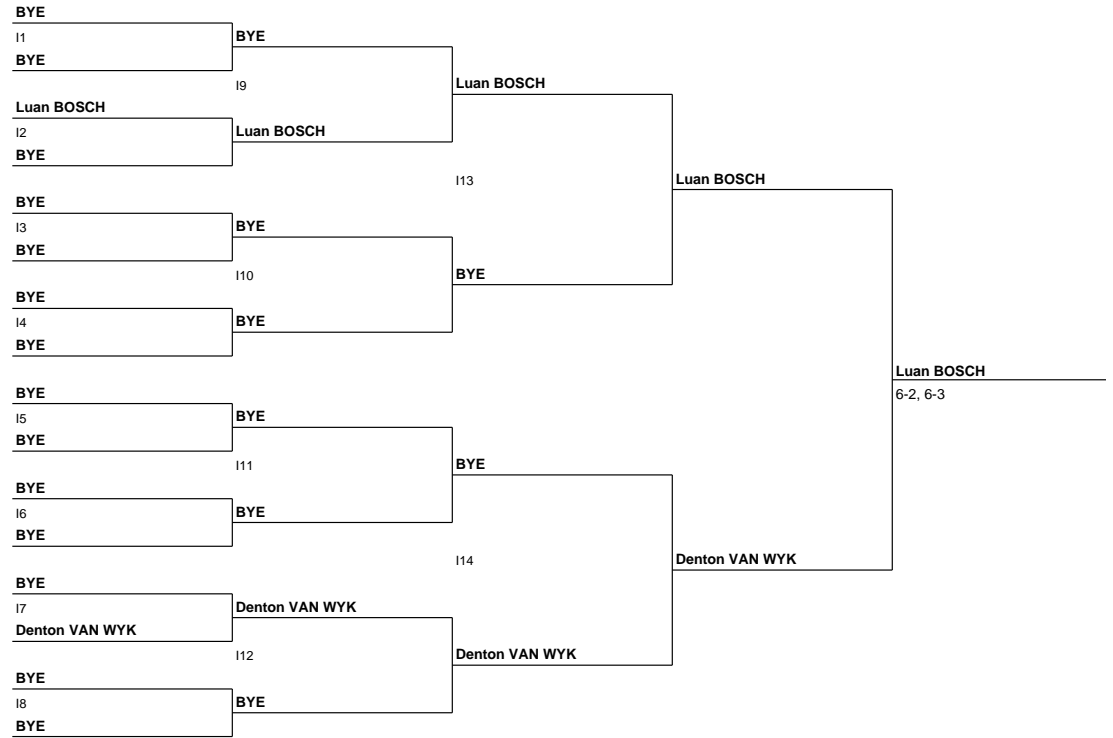 BYE
I1
BYE
Luan BOSCH
I2
BYE
BYE
I3
BYE
BYE
I4
BYE
BYE
I5
BYE
BYE
I6
BYE
BYE
I7
Denton VAN WYK
BYE
I8
BYE
BYE
I9
Luan BOSCH
BYE
I10
BYE
BYE
I11
BYE
Denton VAN WYK
I12
BYE
Luan BOSCH
I13
BYE
BYE
I14
Denton VAN WYK
Luan BOSCH
Denton VAN WYK
Luan BOSCH
6-2, 6-3